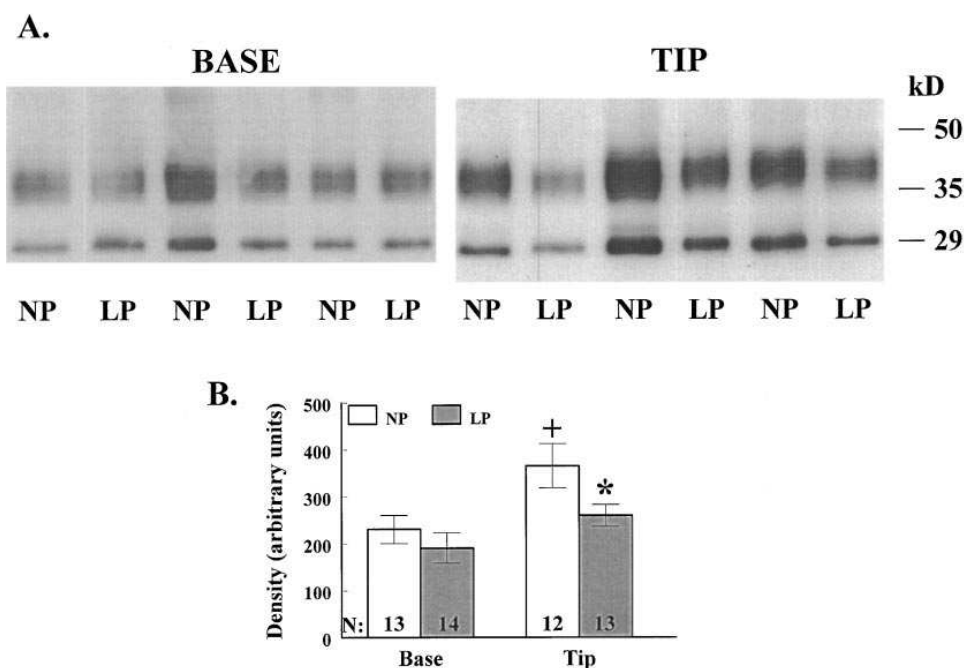 A.
BASE
TIP
kD
50
35
29
NP LP NP LP NP LP
NP LP NP LP NP LP
B.
Density (arbitrary units)
500
400
300
200
100
0
NP LP
+
*
N: 13 14 12 13
Base Tip